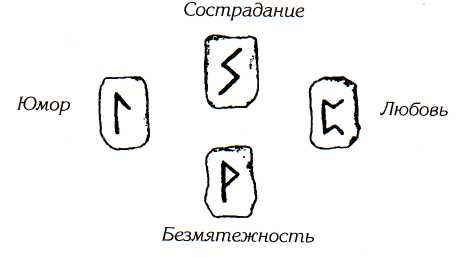 Сострадание
ᛊ
Юмор
ᛚ
ᛈ
Любовь
ᚹ
Безмятежность